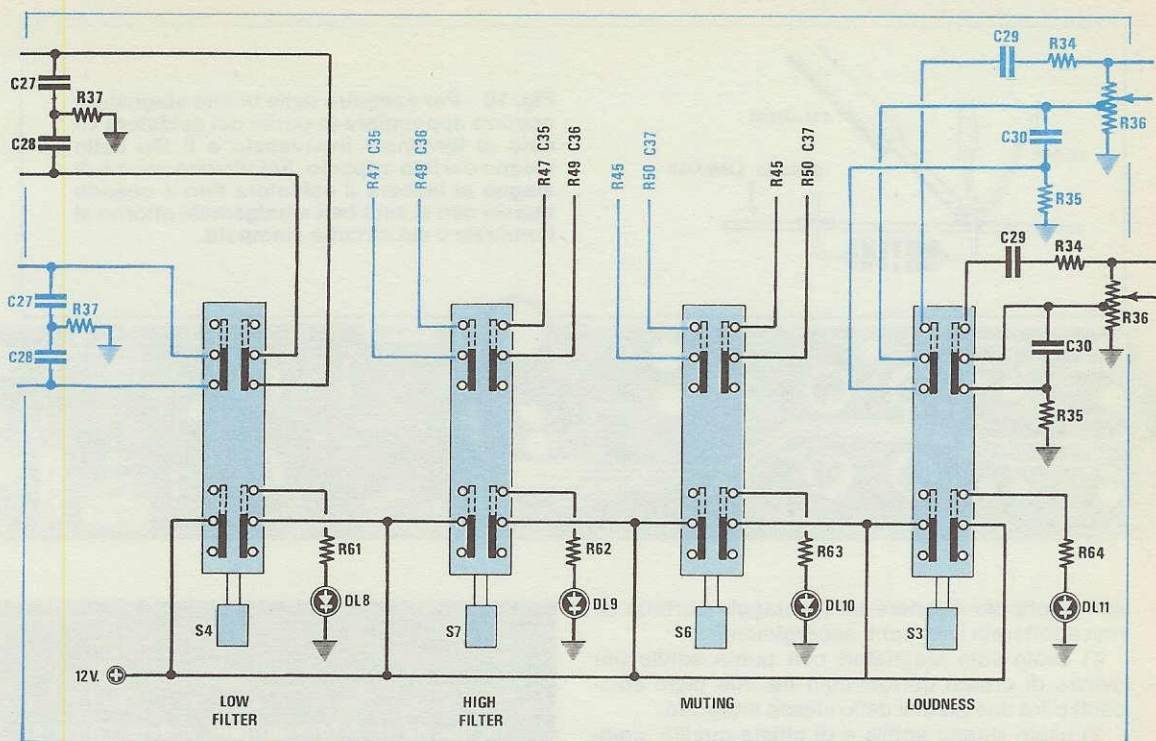 C27
R37
C28
C27
R37
C28
R47 C35
R49 C36
R47 C35
R49 C36
R45
R50 C37
R45
R50 C37
C29
R34
R36
C30
R35
C29
R34
R36
C30
R35
R61
DL8
S4
R62
DL9
S7
R63
DL10
S6
R64
DL11
S3
12V.
LOW
FILTER
HIGH
FILTER
MUTING
LOUDNESS